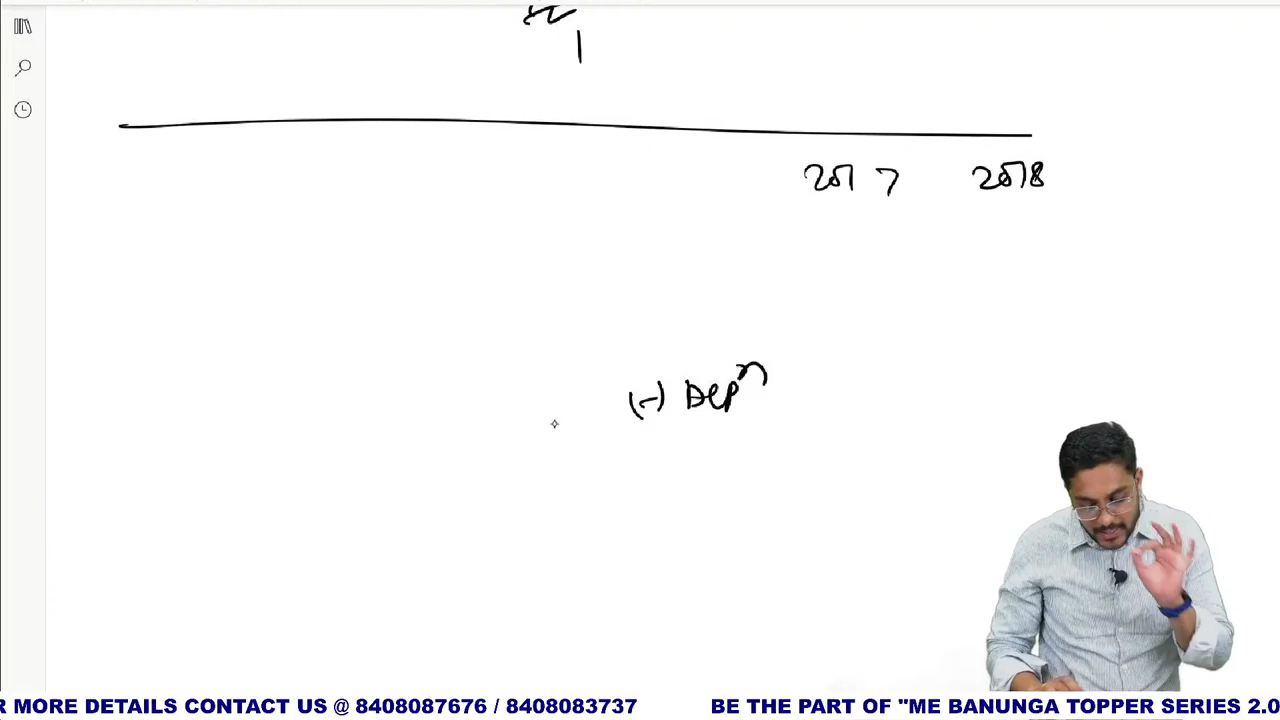 2017 2018
(-) Depn
R MORE DETAILS CONTACT US @ 8408087676 / 8408083737 BE THE PART OF "ME BANUNGA TOPPER SERIES 2.0